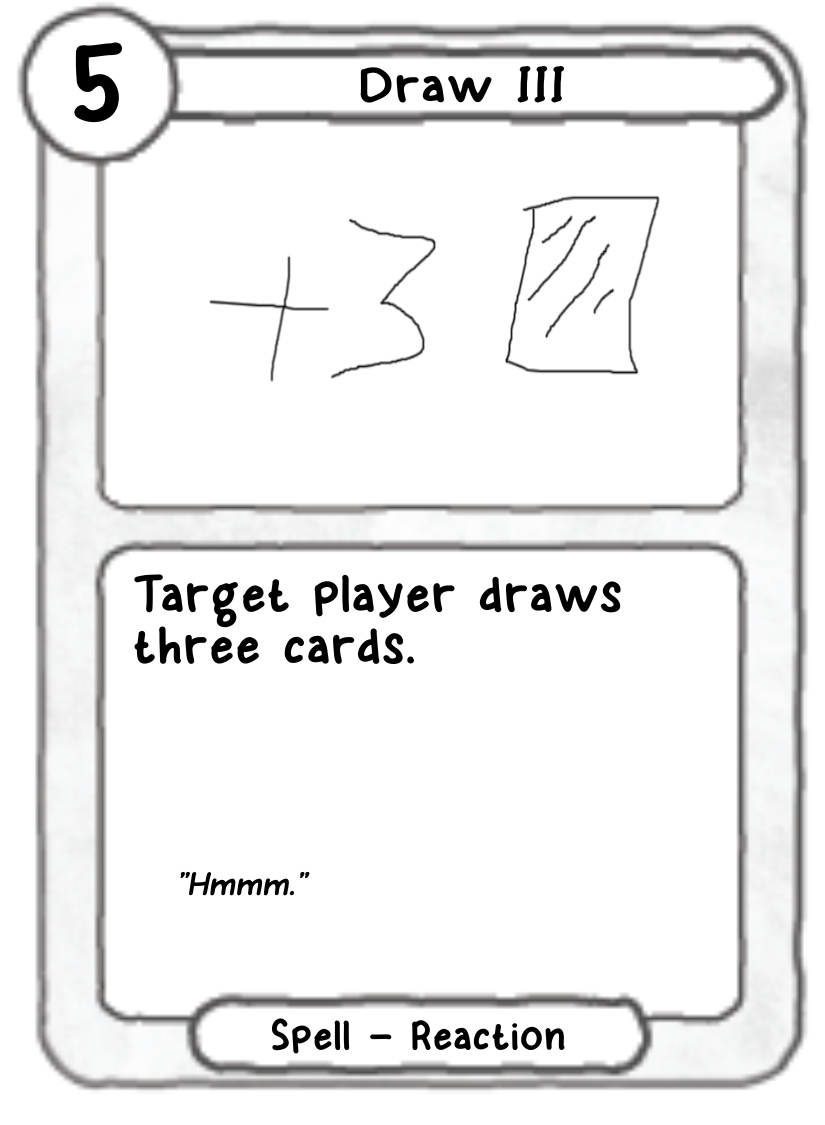 5
Draw III
+3
Target player draws
three cards.
"Hmmm."
Spell – Reaction